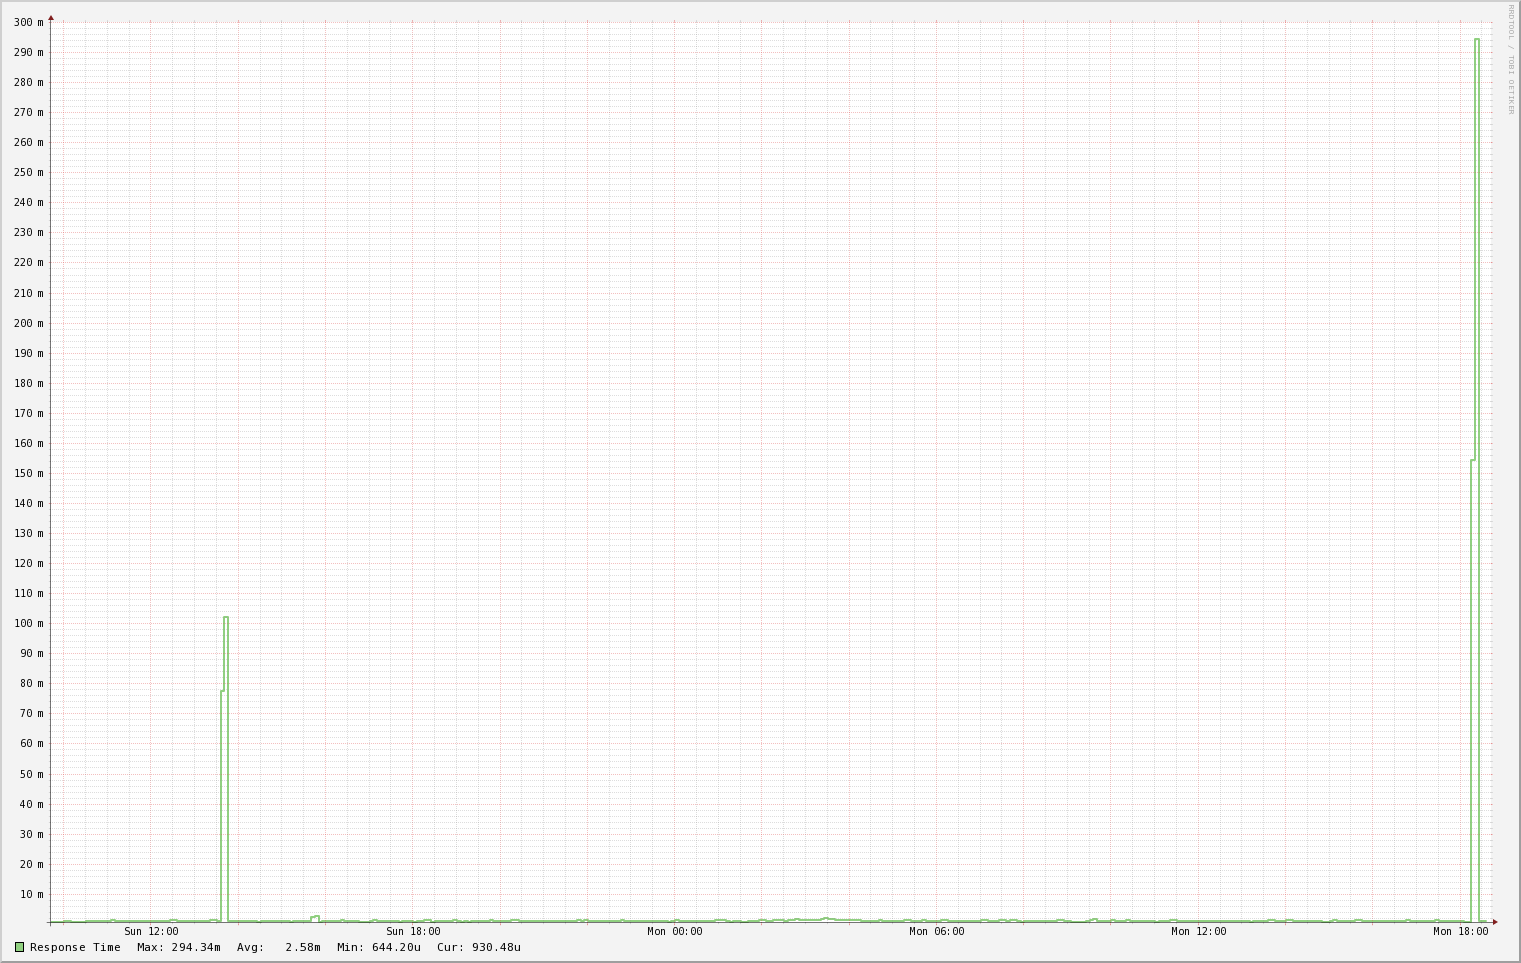 300 m
290 m
280 m
270 m
260 m
250 m
240 m
230 m
220 m
210 m
200 m
190 m
180 m
170 m
160 m
150 m
140 m
130 m
120 m
110 m
100 m
90 m
80 m
70 m
60 m
50 m
40 m
30 m
20 m
10 m
Sun 12:00 Sun 18:00 Mon 00:00 Mon 06:00 Mon 12:00 Mon 18:00
Response Time Max: 294.34m Avg: 2.58m Min: 644.20u Cur: 930.48u
RRDTOOL / TOBI OETIKER